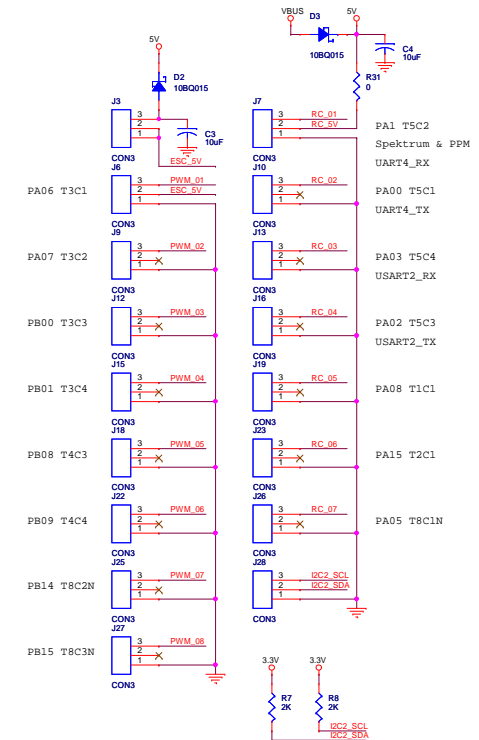 VBUS D3 5V
10BQ015
C4
10uF
R31
0
5V
D2
10BQ015
J3
3
2
1
C3
10uF
CON3
ESC_5V
J6
PA06 T3C1
3 PWM_01
2 ESC_5V
1
CON3
J9
PA07 T3C2
3 PWM_02
2
1
CON3
J12
PB00 T3C3
3 PWM_03
2
1
CON3
J15
PB01 T3C4
3 PWM_04
2
1
CON3
J18
PB08 T4C3
3 PWM_05
2
1
CON3
J22
PB09 T4C4
3 PWM_06
2
1
CON3
J25
PB14 T8C2N
3 PWM_07
2
1
CON3
J27
PB15 T8C3N
3 PWM_08
2
1
CON3
J7
3 RC_01
2 RC_5V
1
CON3
PA1 T5C2
Spektrum & PPM
UART4_RX
J10
3 RC_02
2
1
CON3
PA00 T5C1
UART4_TX
J13
3 RC_03
2
1
CON3
PA03 T5C4
USART2_RX
J16
3 RC_04
2
1
CON3
PA02 T5C3
USART2_TX
J19
3 RC_05
2
1
CON3
PA08 T1C1
J23
3 RC_06
2
1
CON3
PA15 T2C1
J26
3 RC_07
2
1
CON3
PA05 T8C1N
J28
3 I2C2_SCL
2 I2C2_SDA
1
CON3
3.3V 3.3V
R7
2K
R8
2K
I2C2_SCL
I2C2_SDA